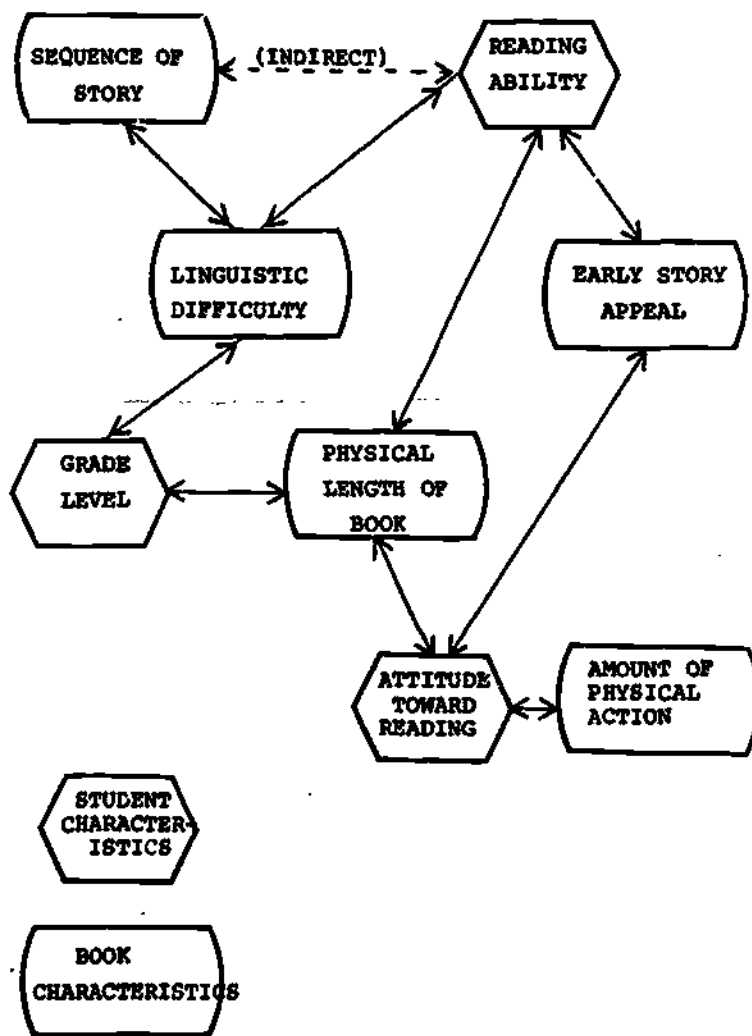 SEQUENCE OF
STORY
(INDIRECT)
READING
ABILITY
LINGUISTIC
DIFFICULTY
EARLY STORY
APPEAL
GRADE
LEVEL
PHYSICAL
LENGTH OF
BOOK
ATTITUDE
TOWARD
READING
AMOUNT OF
PHYSICAL
ACTION
STUDENT
CHARACTER-
ISTICS
BOOK
CHARACTERISTICS